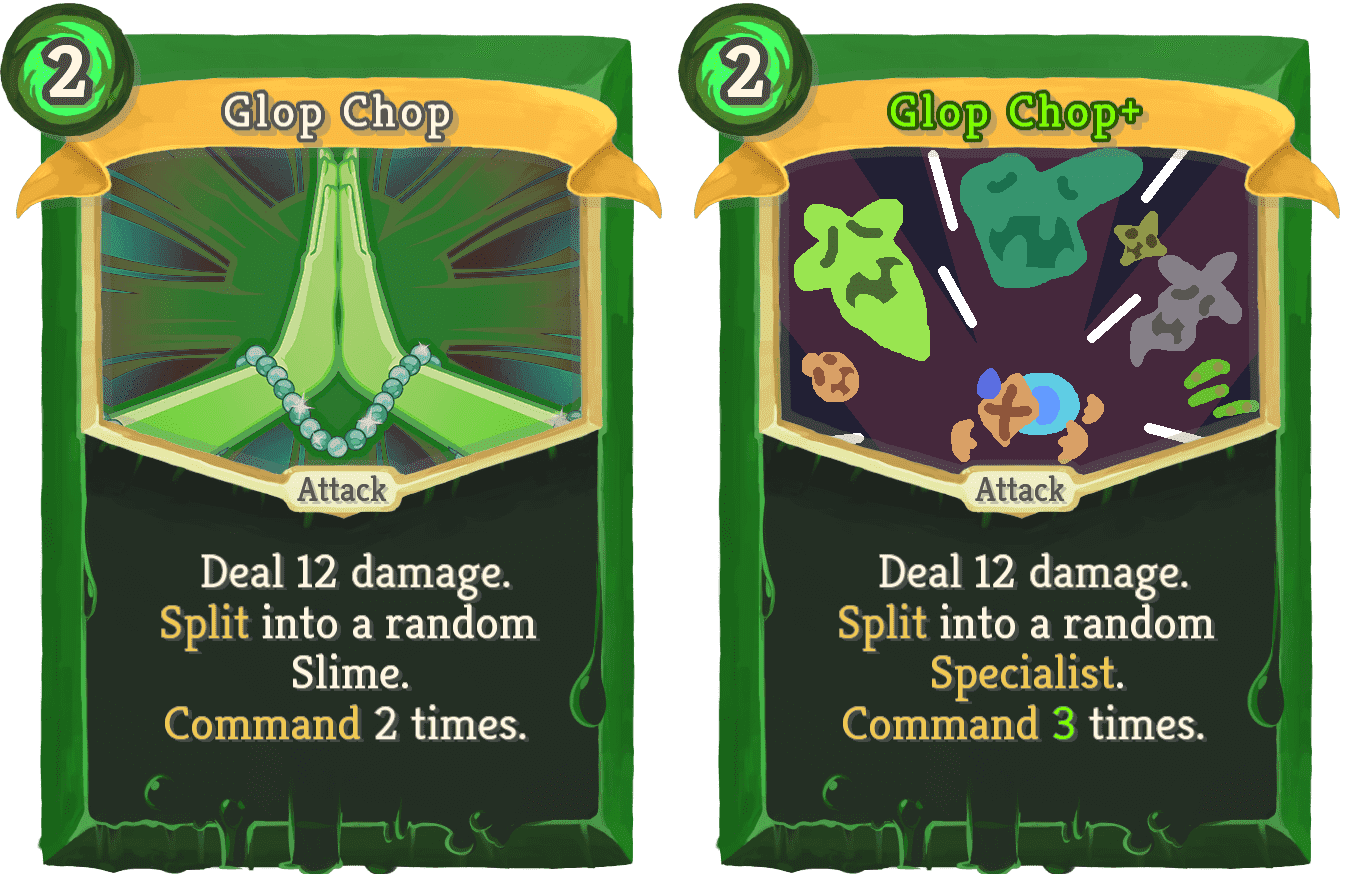 2
Glop Chop
Attack
Deal 12 damage.
Split into a random
Slime.
Command 2 times.
2
Glop Chop+
Attack
Deal 12 damage.
Split into a random
Specialist.
Command 3 times.